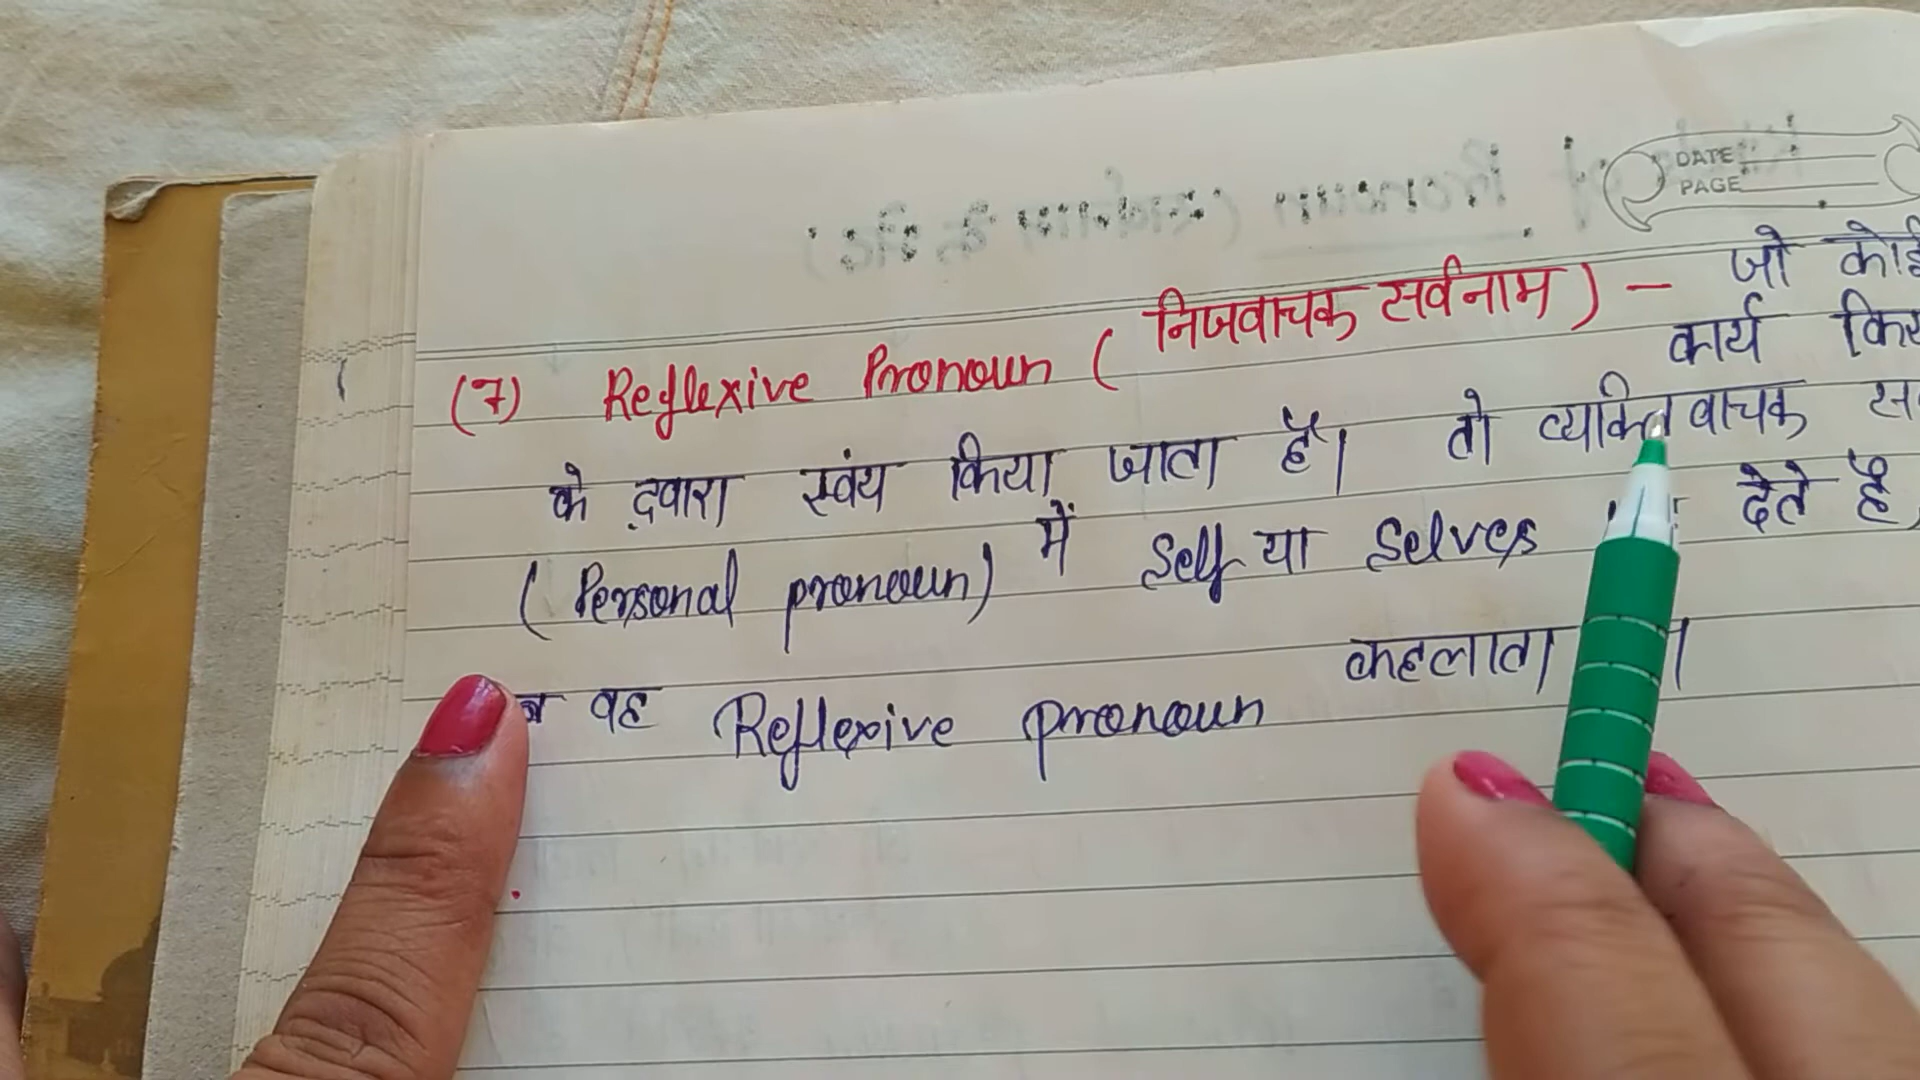 DATE
PAGE
(7) Reflexive Pronoun ( निजवाचक सर्वनाम ) - जो कोई
कार्य
के द्वारा स्वंय किया जाता है। तो व्यक्तिवाचक
( Personal pronoun) में Self या Selves देते है,
वह Reflexive pronoun कहलाता ।